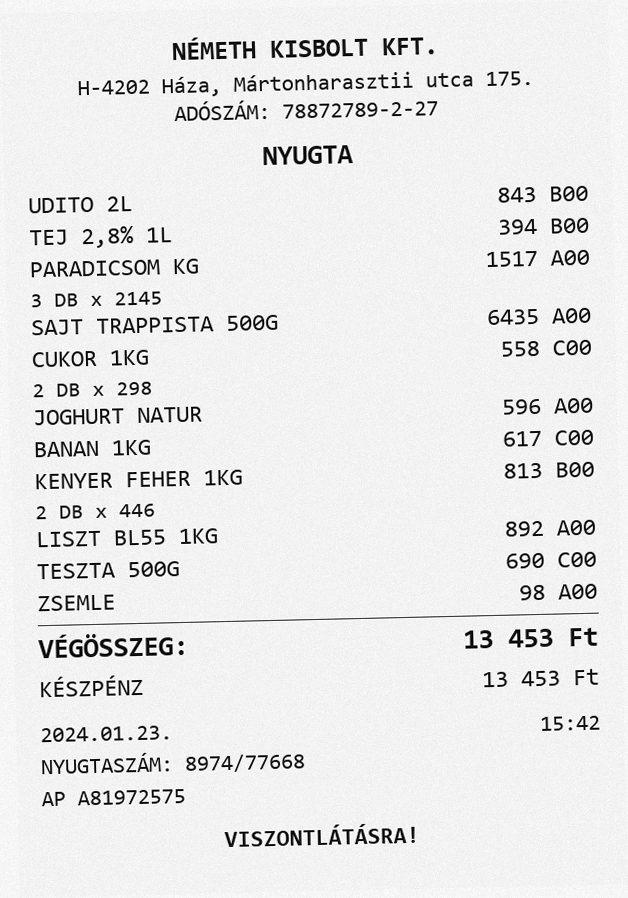 NÉMETH KISBOLT KFT.
H-4202 Háza, Mártonharasztii utca 175.
ADÓSZÁM: 78872789-2-27
NYUGTA
UDITO 2L 843 B00
TEJ 2,8% 1L 394 B00
PARADICSOM KG 1517 A00
3 DB x 2145
SAJT TRAPPISTA 500G 6435 A00
CUKOR 1KG 558 C00
2 DB x 298
JOGHURT NATUR 596 A00
BANAN 1KG 617 C00
KENYER FEHER 1KG 813 B00
2 DB x 446
LISZT BL55 1KG 892 A00
TESZTA 500G 690 C00
ZSEMLE 98 A00
VÉGÖSSZEG: 13 453 Ft
KÉSZPÉNZ 13 453 Ft
2024.01.23. 15:42
NYUGTASZÁM: 8974/77668
AP A81972575
VISZONTLÁTÁSRA!